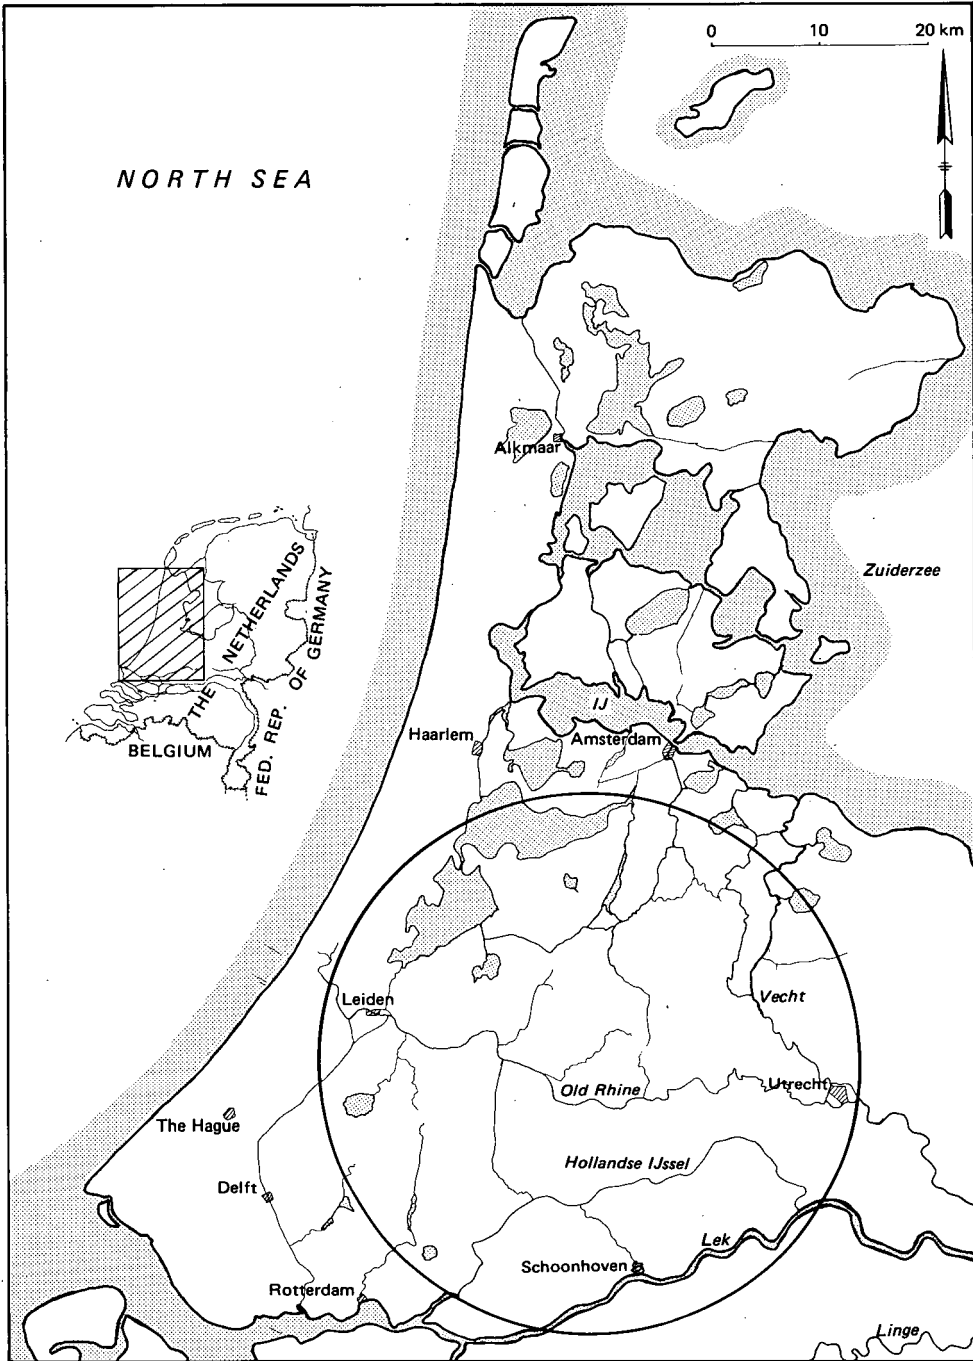 0 10 20 km
NORTH SEA
Alkmaar
Zuiderzee
THE NETHERLANDS
FED. REP. OF GERMANY
BELGIUM
IJ
Haarlem
Amsterdam
Leiden
Vecht
Utrecht
Old Rhine
The Hague
Hollandse IJssel
Delft
Lek
Schoonhoven
Rotterdam
Linge